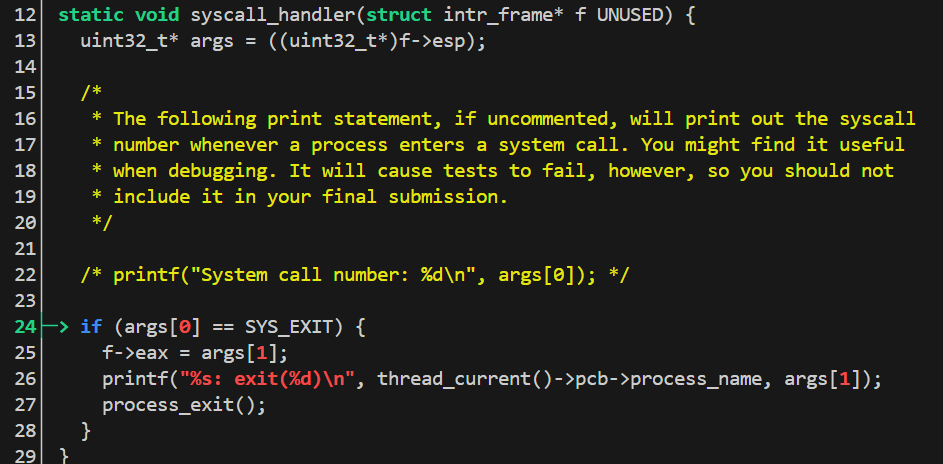 12 static void syscall_handler(struct intr_frame* f UNUSED) {
13   uint32_t* args = ((uint32_t*)f->esp);
14
15   /*
16    * The following print statement, if uncommented, will print out the syscall
17    * number whenever a process enters a system call. You might find it useful
18    * when debugging. It will cause tests to fail, however, so you should not
19    * include it in your final submission.
20    */
21
22   /* printf("System call number: %d\n", args[0]); */
23
24─> if (args[0] == SYS_EXIT) {
25     f->eax = args[1];
26     printf("%s: exit(%d)\n", thread_current()->pcb->process_name, args[1]);
27     process_exit();
28   }
29 }